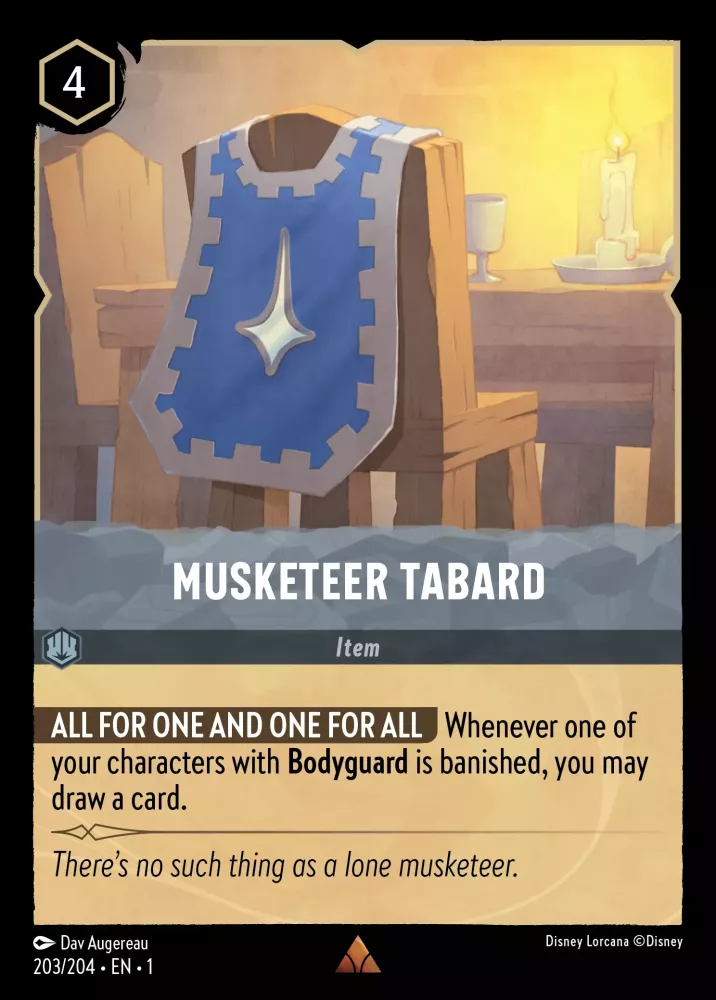 4
MUSKETEER TABARD
Item
ALL FOR ONE AND ONE FOR ALL Whenever one of
your characters with Bodyguard is banished, you may
draw a card.
There's no such thing as a lone musketeer.
Dav Augereau
Disney Lorcana ©Disney
203/204 • EN • 1